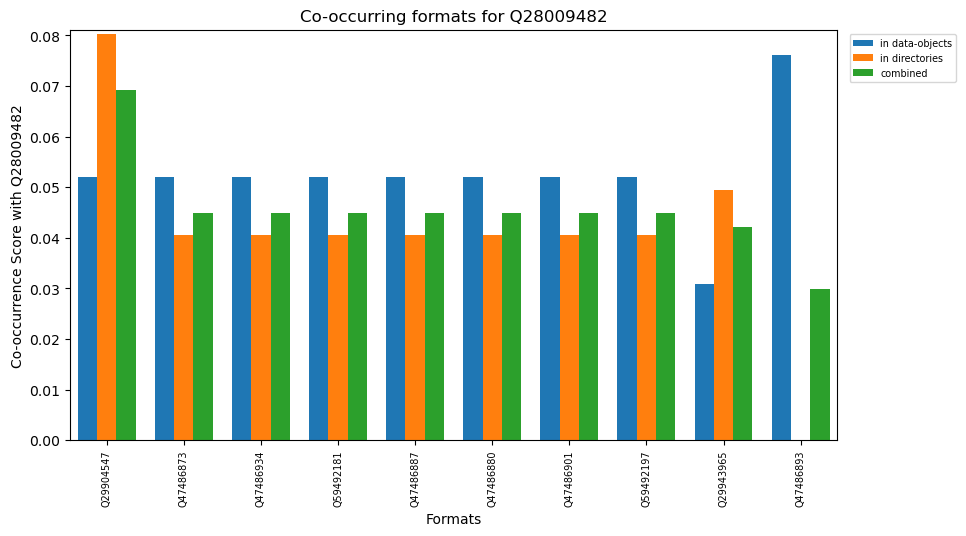 Co-occurring formats for Q28009482
Co-occurrence Score with Q28009482
0.08
0.07
0.06
0.05
0.04
0.03
0.02
0.01
0.00
in data-objects
in directories
combined
Q29904547
Q47486873
Q47486934
Q59492181
Q47486887
Q47486880
Q47486901
Q59492197
Q29943965
Q47486893
Formats